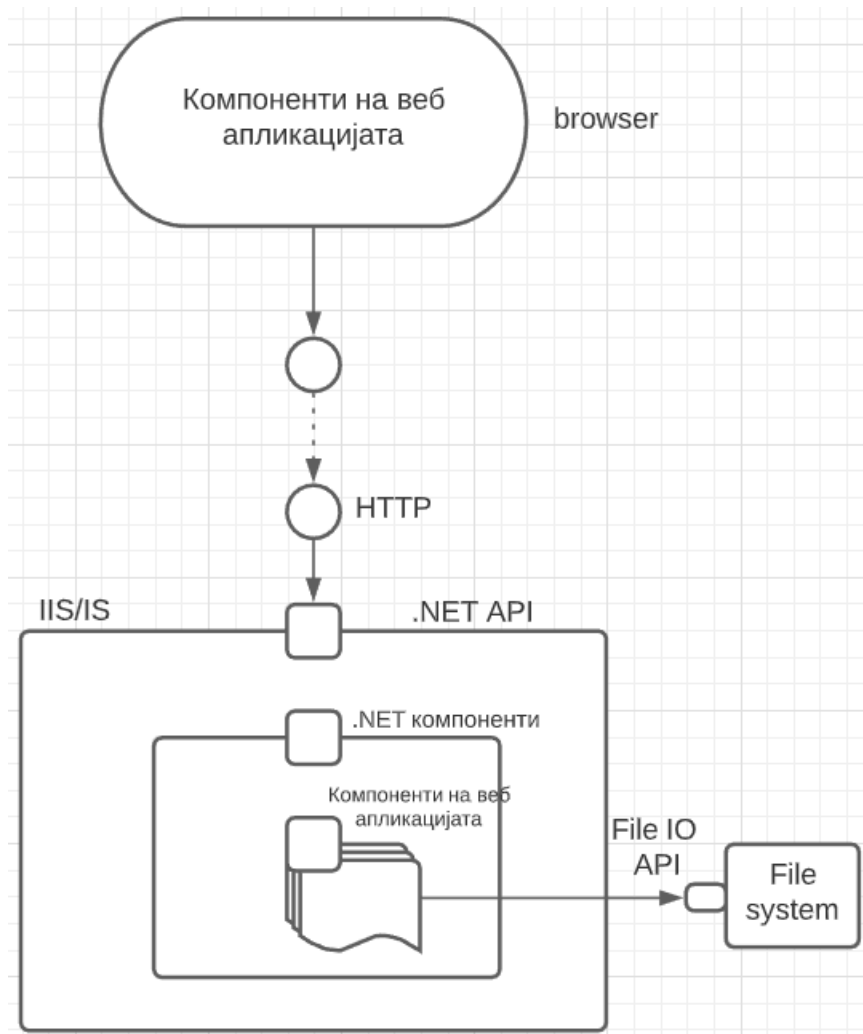 Компоненти на веб
апликацијата
browser
HTTP
IIS/IS
.NET API
.NET компоненти
Компоненти на веб
апликацијата
File IO
API
File
system